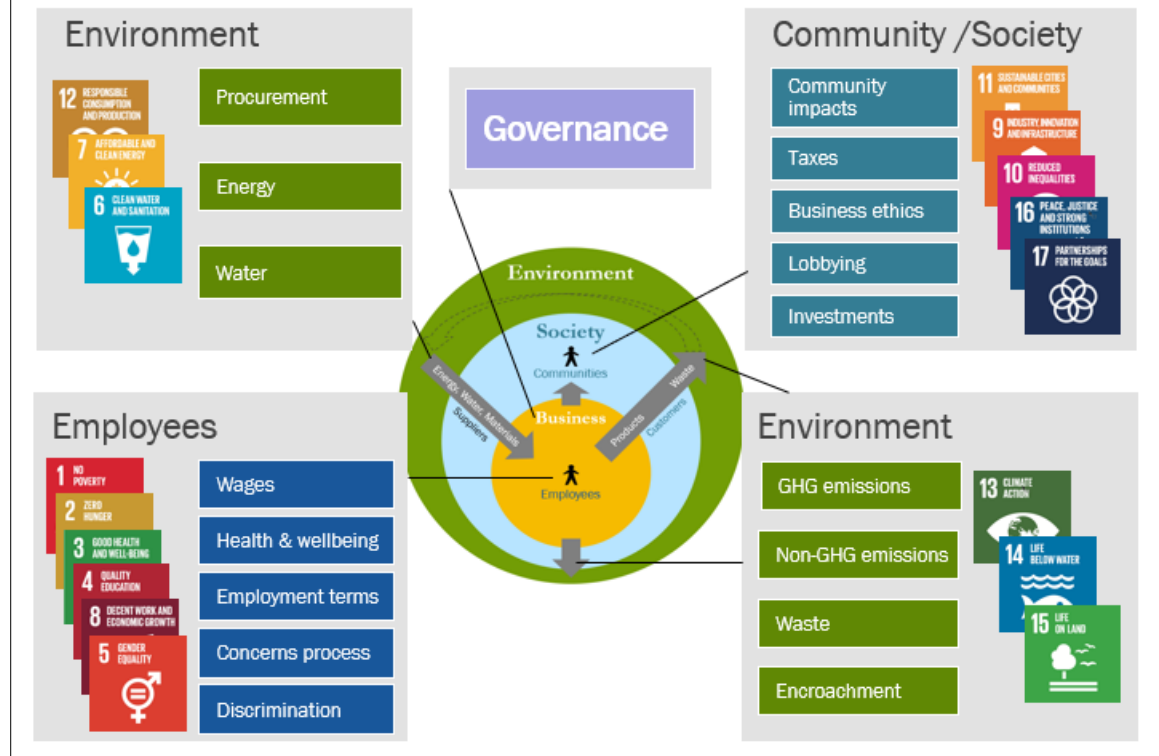 Environment
12 RESPONSIBLE
CONSUMPTION
AND PRODUCTION
7 AFFORDABLE AND
CLEAN ENERGY
6 CLEAN WATER
AND SANITATION
Procurement
Energy
Water
Governance
Community /Society
Community
impacts
Taxes
Business ethics
Lobbying
Investments
11 SUSTAINABLE CITIES
AND COMMUNITIES
9 INDUSTRY, INNOVATION
AND INFRASTRUCTURE
10 REDUCED
INEQUALITIES
16 PEACE, JUSTICE
AND STRONG
INSTITUTIONS
17 PARTNERSHIPS
FOR THE GOALS
Environment
Society
Communities
Energy, Water, Materials
Suppliers
Business
Products
Waste
Customers
Employees
Employees
1 NO
POVERTY
2 ZERO
HUNGER
3 GOOD HEALTH
AND WELL-BEING
4 QUALITY
EDUCATION
8 DECENT WORK AND
ECONOMIC GROWTH
5 GENDER
EQUALITY
Wages
Health & wellbeing
Employment terms
Concerns process
Discrimination
Environment
GHG emissions
Non-GHG emissions
Waste
Encroachment
13 CLIMATE
ACTION
14 LIFE
BELOW WATER
15 LIFE
ON LAND